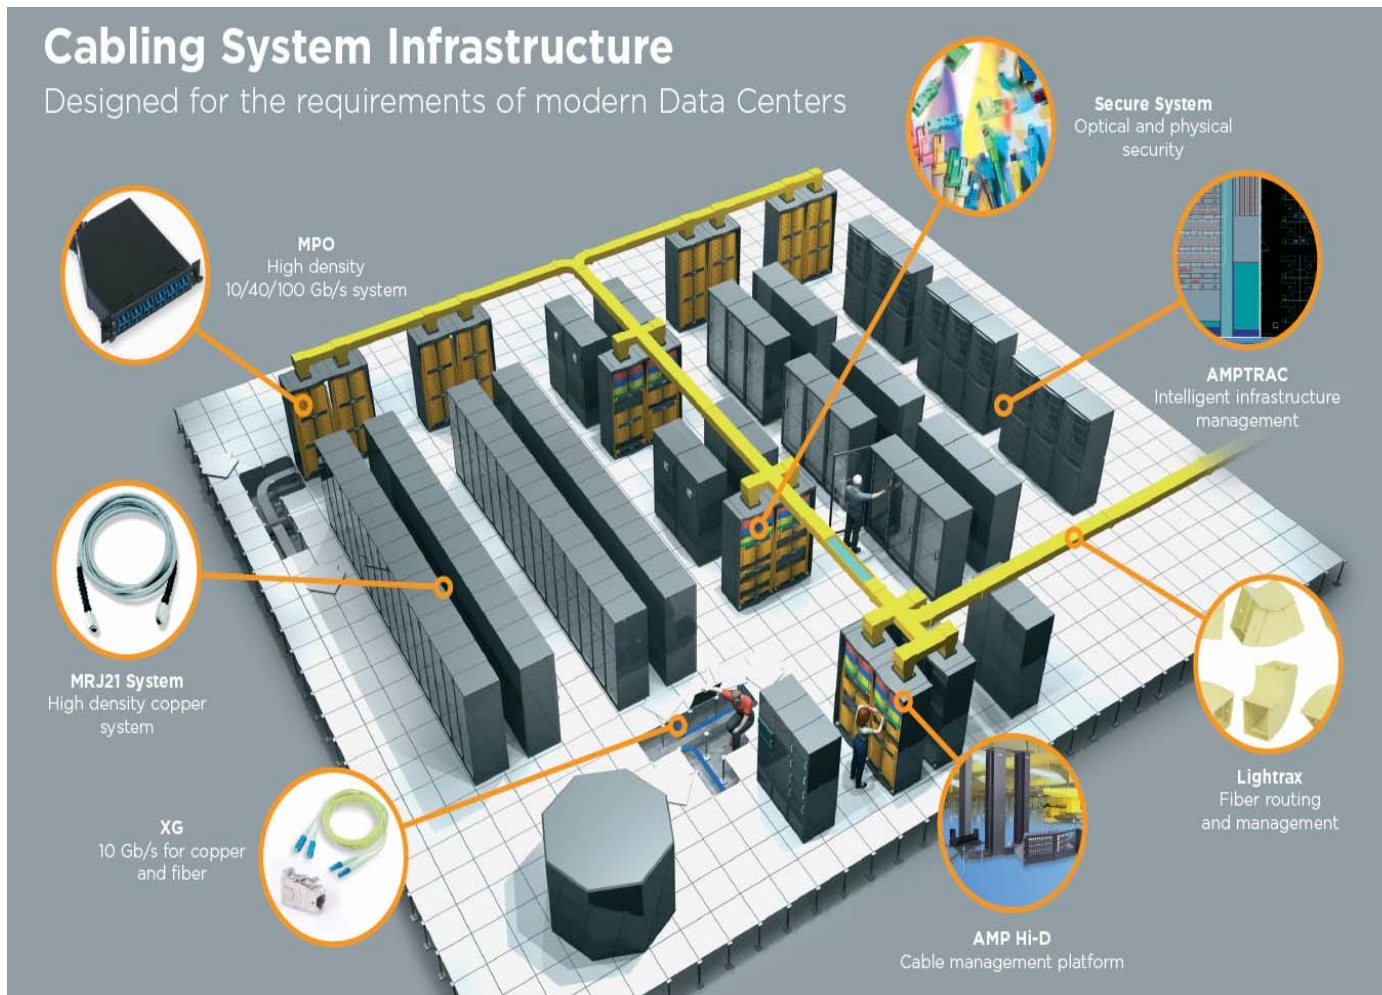 Cabling System Infrastructure
Designed for the requirements of modern Data Centers
Secure System
Optical and physical
security
MPO
High density
10/40/100 Gb/s system
AMPTRAC
Intelligent infrastructure
management
MRJ21 System
High density copper
system
Lightrax
Fiber routing
and management
XG
10 Gb/s for copper
and fiber
AMP Hi-D
Cable management platform